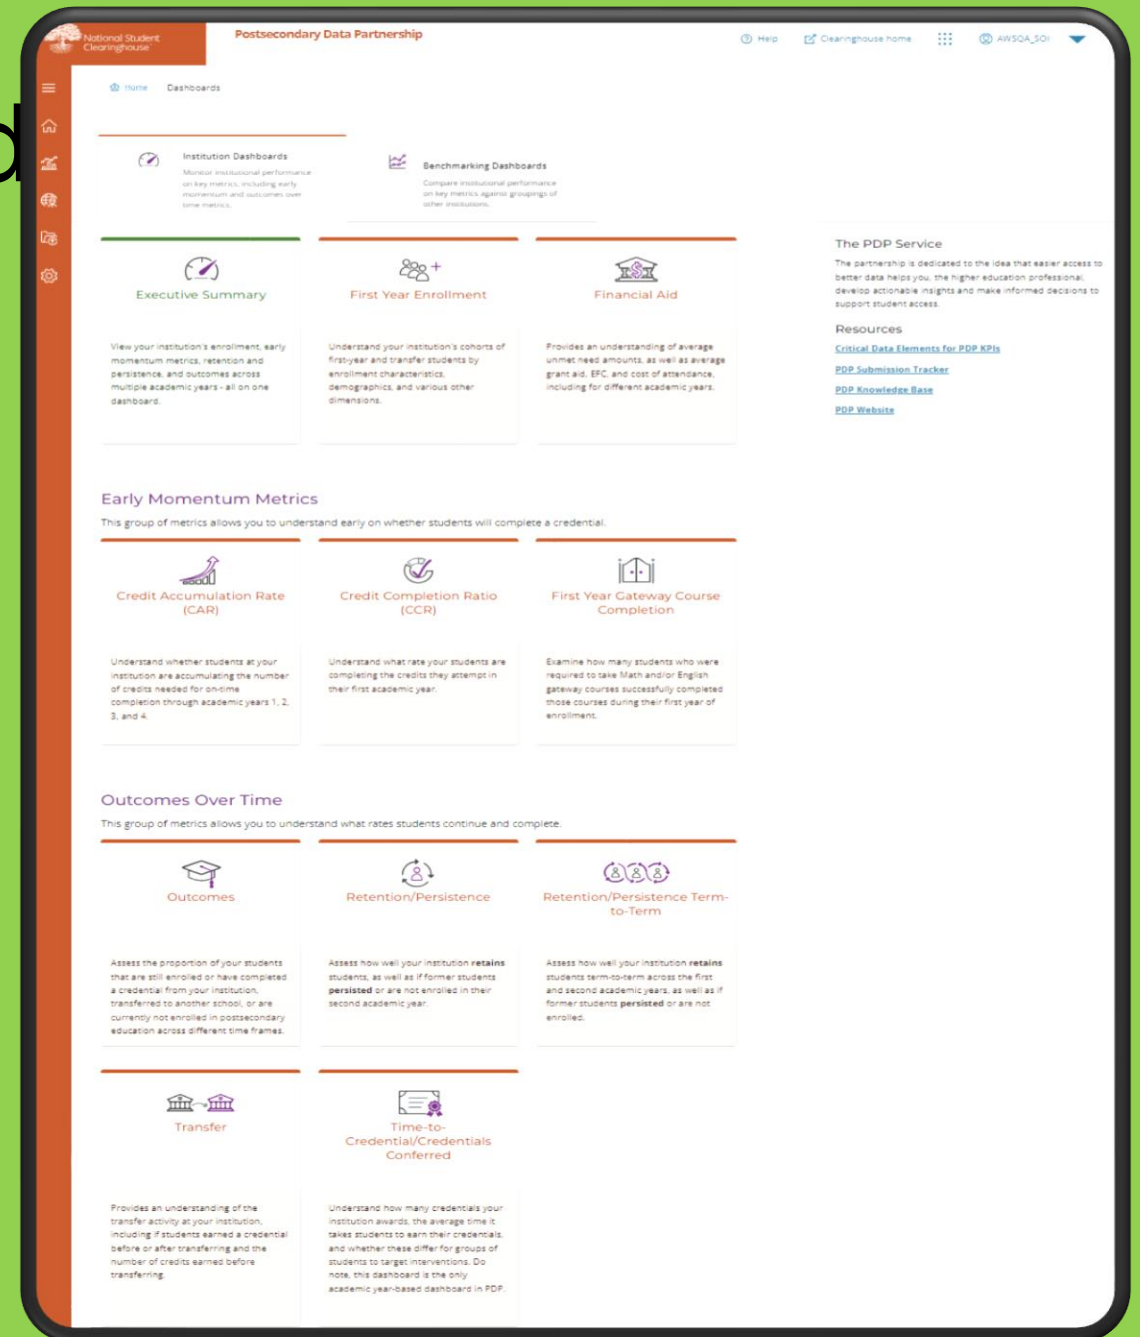 d
National Student
Clearinghouse
Postsecondary Data Partnership
Help
Clearinghouse home
AWSQA_SOI
Home
Dashboards
Institution Dashboards
Monitor institutional performance
on key metrics, including early
momentum and outcomes over
time metrics.
Benchmarking Dashboards
Compare institutional performance
on key metrics against groupings of
other institutions.
Executive Summary
View your institution's enrollment, early
momentum metrics, retention and
persistence, and outcomes across
multiple academic years - all on one
dashboard.
First Year Enrollment
Understand your institution's cohorts of
first-year and transfer students by
enrollment characteristics,
demographics, and various other
dimensions.
Financial Aid
Provides an understanding of average
unmet need amounts, as well as average
grant aid, EFC, and cost of attendance,
including for different academic years.
The PDP Service
The partnership is dedicated to the idea that easier access to
better data helps you, the higher education professional,
develop actionable insights and make informed decisions to
support student access.
Resources
Critical Data Elements for PDP KPIs
PDP Submission Tracker
PDP Knowledge Base
PDP Website
Early Momentum Metrics
This group of metrics allows you to understand early on whether students will complete a credential.
Credit Accumulation Rate
(CAR)
Understand whether students at your
institution are accumulating the number
of credits needed for on-time
completion through academic years 1, 2,
3, and 4.
Credit Completion Ratio
(CCR)
Understand what rate your students are
completing the credits they attempt in
their first academic year.
First Year Gateway Course
Completion
Examine how many students who were
required to take Math and/or English
gateway courses successfully completed
those courses during their first year of
enrollment.
Outcomes Over Time
This group of metrics allows you to understand what rates students continue and complete.
Outcomes
Assess the proportion of your students
that are still enrolled or have completed
a credential from your institution,
transferred to another school, or are
currently not enrolled in postsecondary
education across different time frames.
Retention/Persistence
Assess how well your institution retains
students, as well as if former students
persisted or are not enrolled in their
second academic year.
Retention/Persistence Term-
to-Term
Assess how well your institution retains
students term-to-term across the first
and second academic years, as well as if
former students persisted or are not
enrolled.
Transfer
Provides an understanding of the
transfer activity at your institution,
including if students earned a credential
before or after transferring and the
number of credits earned before
transferring.
Time-to-
Credential/Credentials
Conferred
Understand how many credentials your
institution awards, the average time it
takes students to earn their credentials,
and whether these differ for groups of
students to target interventions. Do
note, this dashboard is the only
academic year-based dashboard in PDP.